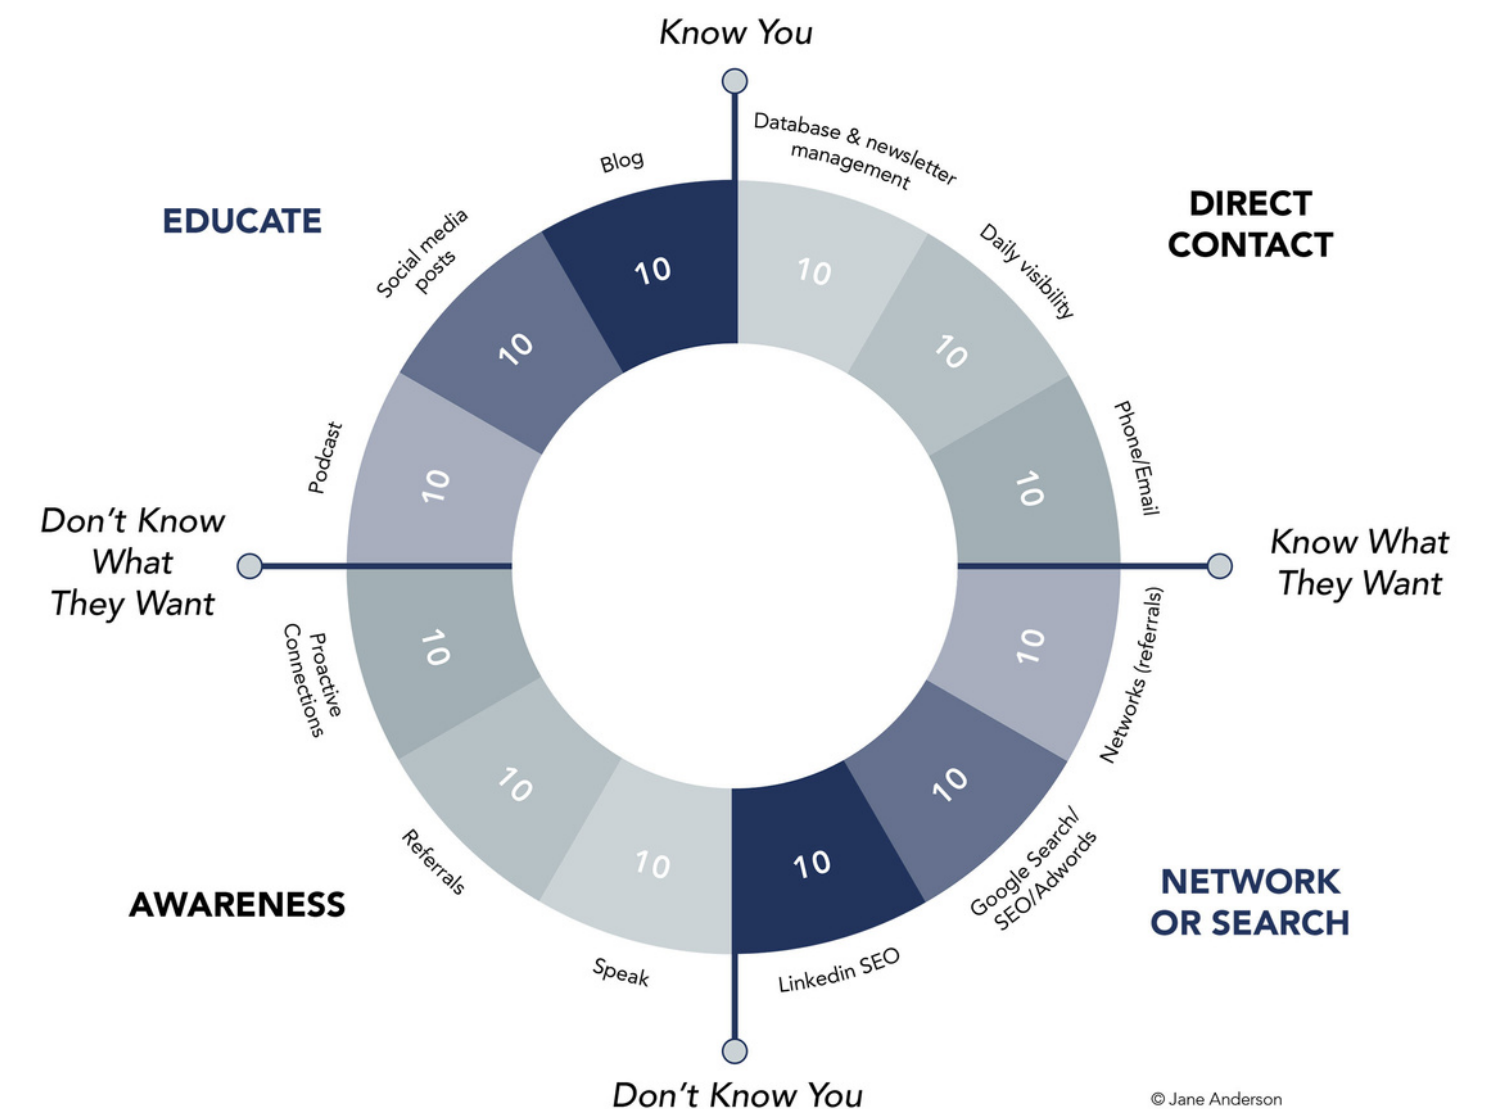 Know You
Database & newsletter
management
Blog
EDUCATE
DIRECT
CONTACT
Social media
posts
Daily visibility
10
10
10
10
Podcast
Phone/Email
10
10
Don't Know
What
They Want
Know What
They Want
Proactive
Connections
Networks (referrals)
10
10
10
10
Referrals
Google Search/
SEO/Adwords
10
10
AWARENESS
NETWORK
OR SEARCH
Speak
Linkedin SEO
Don't Know You
© Jane Anderson